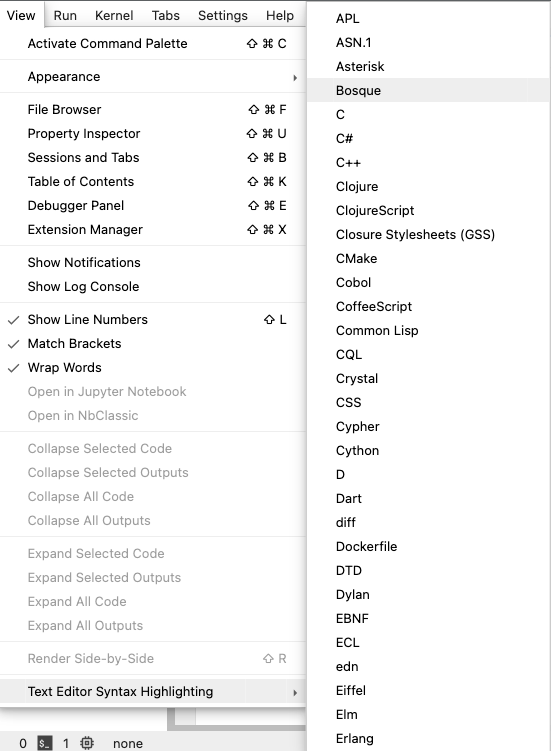 View Run Kernel Tabs Settings Help
Activate Command Palette ⇧ ⌘ C
Appearance
File Browser ⇧ ⌘ F
Property Inspector ⇧ ⌘ U
Sessions and Tabs ⇧ ⌘ B
Table of Contents ⇧ ⌘ K
Debugger Panel ⇧ ⌘ E
Extension Manager ⇧ ⌘ X
Show Notifications
Show Log Console
Show Line Numbers ⇧ L
Match Brackets
Wrap Words
Open in Jupyter Notebook
Open in NbClassic
Collapse Selected Code
Collapse Selected Outputs
Collapse All Code
Collapse All Outputs
Expand Selected Code
Expand Selected Outputs
Expand All Code
Expand All Outputs
Render Side-by-Side ⇧ R
Text Editor Syntax Highlighting
0 $_ 1 none
APL
ASN.1
Asterisk
Bosque
C
C#
C++
Clojure
ClojureScript
Closure Stylesheets (GSS)
CMake
Cobol
CoffeeScript
Common Lisp
CQL
Crystal
CSS
Cypher
Cython
D
Dart
diff
Dockerfile
DTD
Dylan
EBNF
ECL
edn
Eiffel
Elm
Erlang